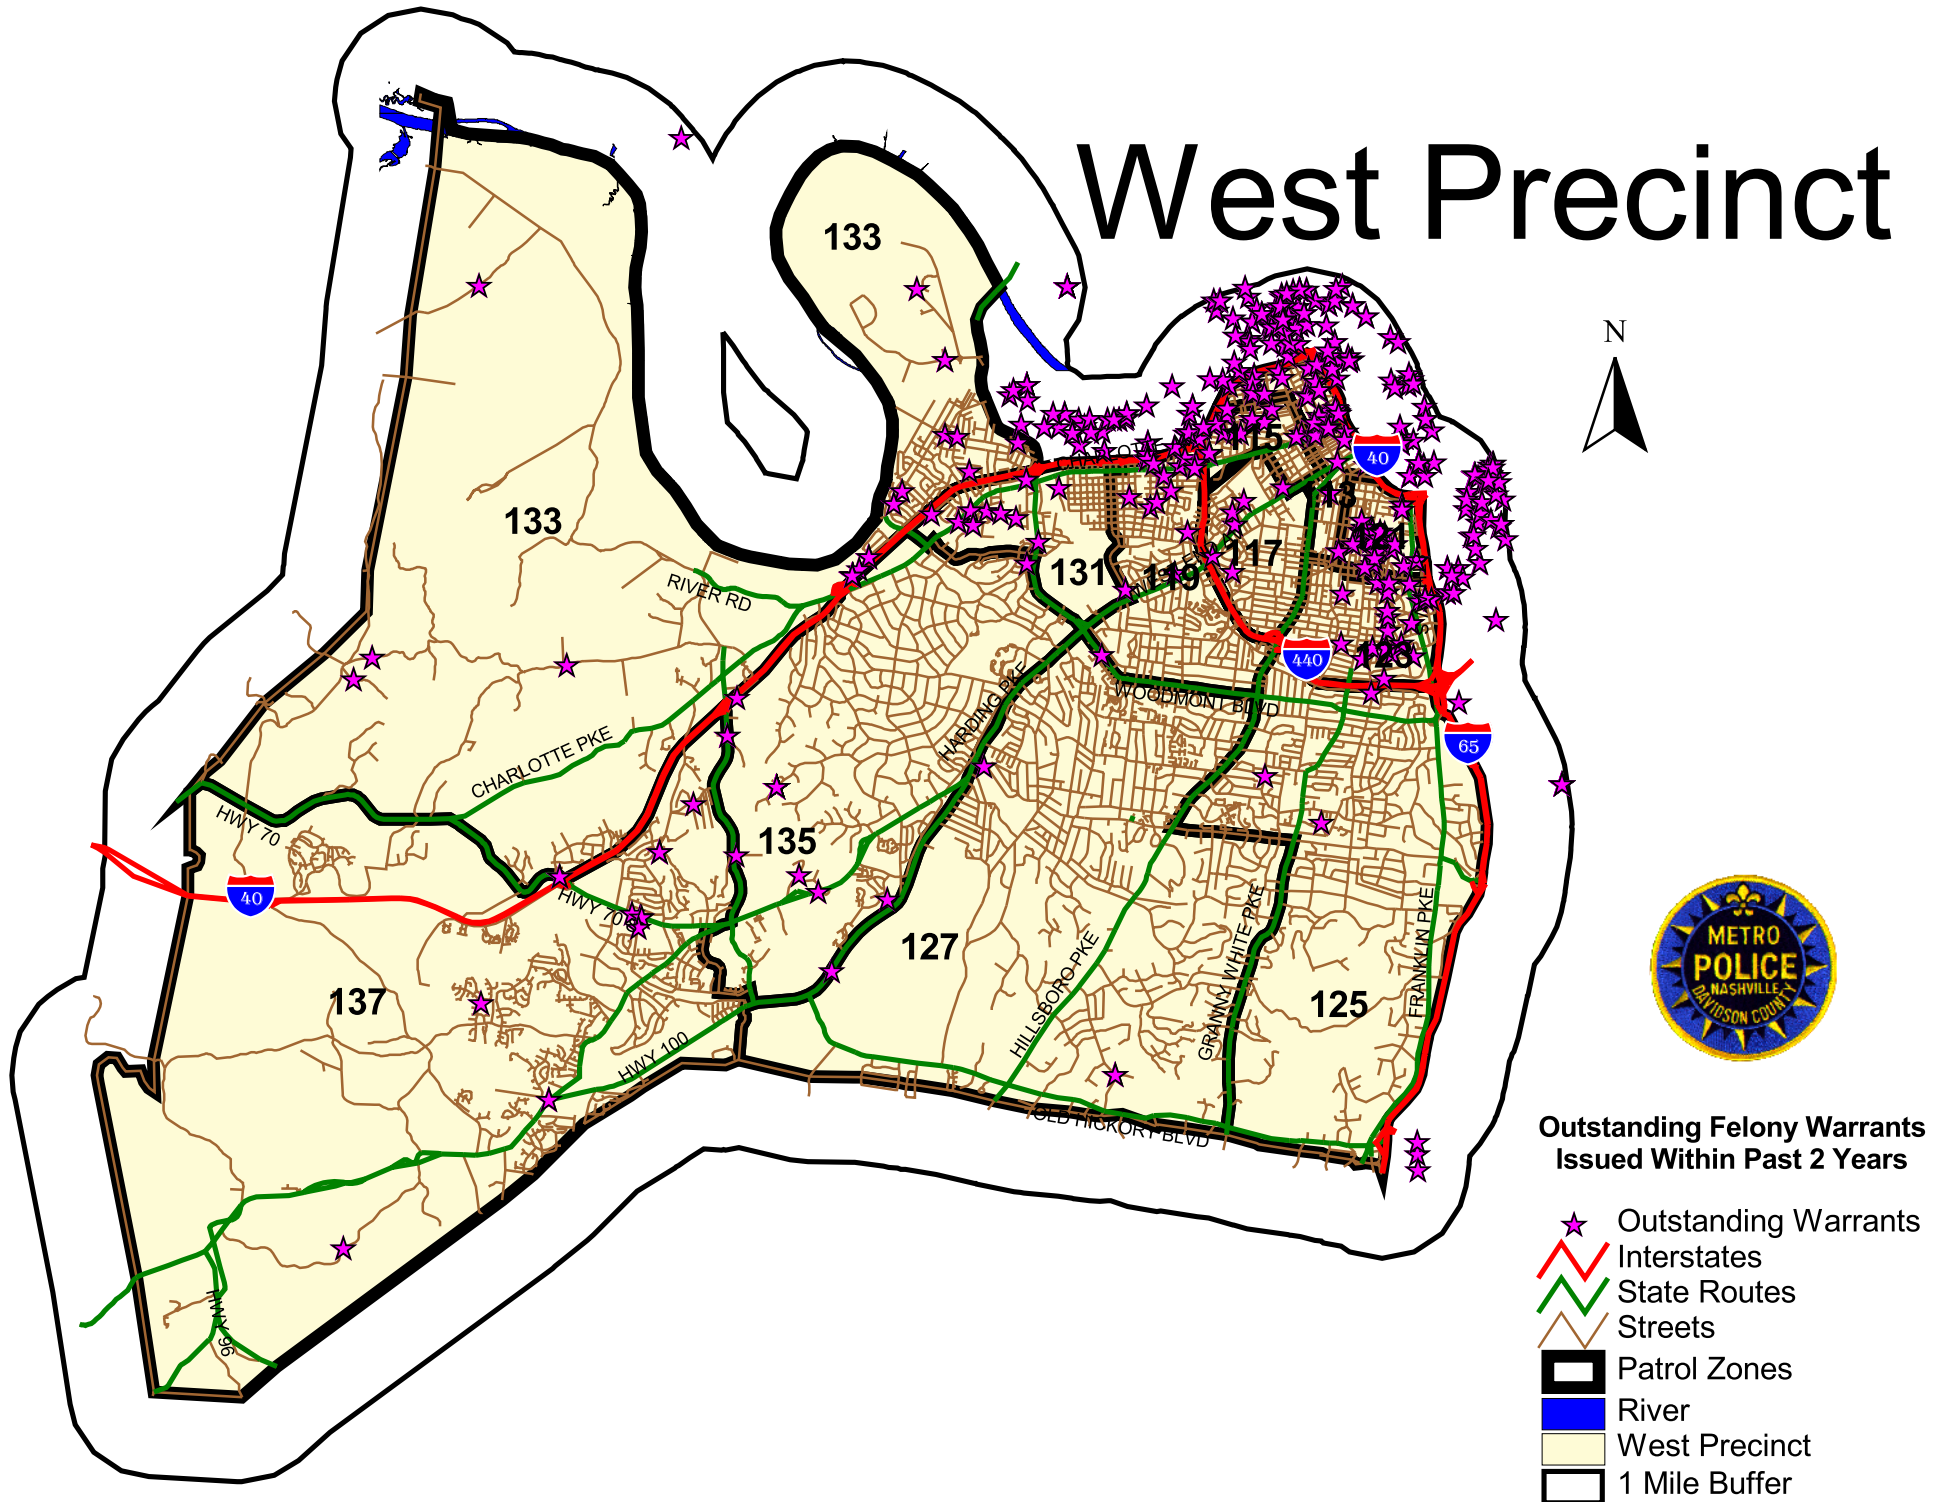 West Precinct
N
133
133
115
40
13
121
117
131
119
RIVER RD
123
440
HARDING PKE
WOODMONT BLVD
65
CHARLOTTE PKE
HWY 70
135
40
HWY 70
127
GRANNY WHITE PKE
FRANKLIN PKE
HILLSBORO PKE
137
125
HWY 100
OLD HICKORY BLVD
HWY 96
METRO
POLICE
NASHVILLE
DAVIDSON COUNTY
Outstanding Felony Warrants
Issued Within Past 2 Years
Outstanding Warrants
Interstates
State Routes
Streets
Patrol Zones
River
West Precinct
1 Mile Buffer